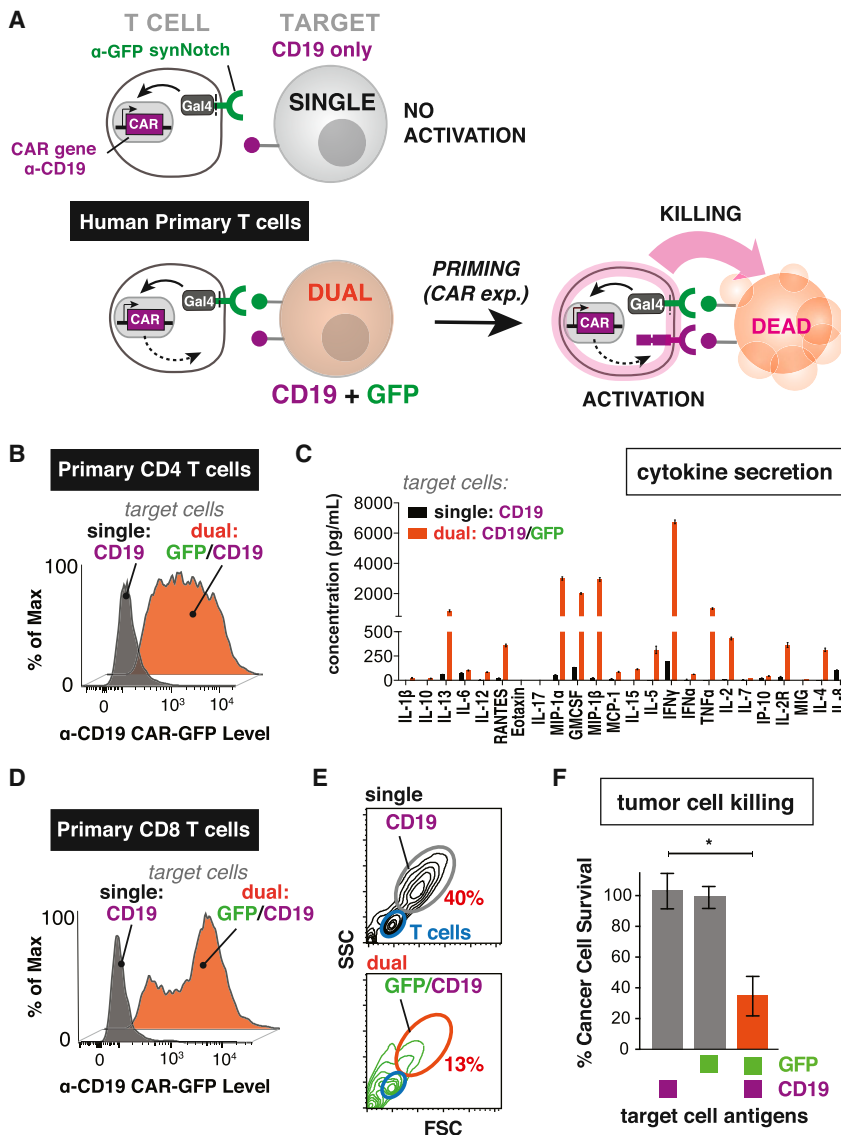 A
T CELL
TARGET
α-GFP synNotch
CD19 only
Gal4
CAR
SINGLE
NO
ACTIVATION
CAR gene
α-CD19
Human Primary T cells
KILLING
Gal4
CAR
DUAL
PRIMING
(CAR exp.)
Gal4
CAR
DEAD
CD19 + GFP
ACTIVATION
B
Primary CD4 T cells
target cells
single:
CD19
dual:
GFP/CD19
100
0
% of Max
0
10³
10⁴
α-CD19 CAR-GFP Level
C
cytokine secretion
target cells:
single: CD19
dual: CD19/GFP
concentration (pg/mL)
8000
6000
4000
2000
500
250
0
IL-1β
IL-10
IL-13
IL-6
IL-12
RANTES
Eotaxin
IL-17
MIP-1α
GMCSF
MIP-1β
MCP-1
IL-15
IL-5
IFNγ
IFNα
TNFα
IL-2
IL-7
IP-10
IL-2R
MIG
IL-4
IL-8
D
Primary CD8 T cells
target cells
single:
CD19
dual:
GFP/CD19
100
0
% of Max
0
10³
10⁴
α-CD19 CAR-GFP Level
E
single
CD19
40%
T cells
SSC
dual
GFP/CD19
13%
FSC
F
tumor cell killing
*
% Cancer Cell Survival
100
80
60
40
20
0
GFP
CD19
target cell antigens